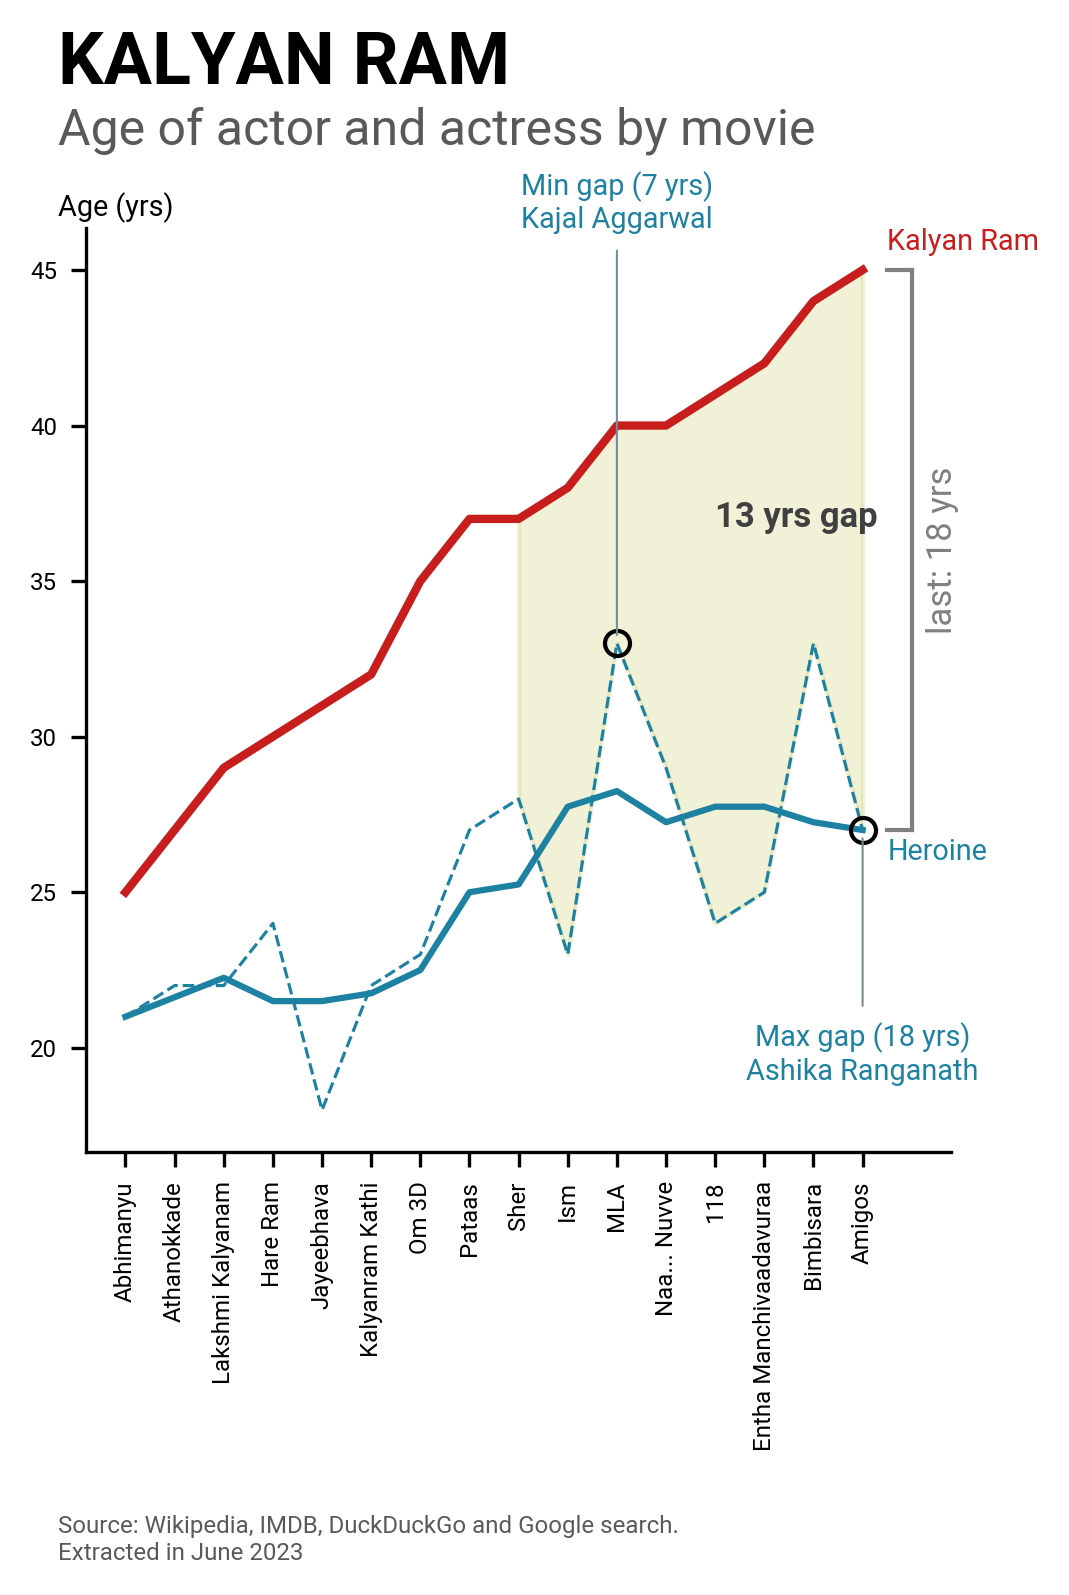 KALYAN RAM
Age of actor and actress by movie
Min gap (7 yrs)
Kajal Aggarwal
Age (yrs)
Kalyan Ram
45
40
35
30
25
20
13 yrs gap
last: 18 yrs
Heroine
Max gap (18 yrs)
Ashika Ranganath
Abhimanyu
Athanokkade
Lakshmi Kalyanam
Hare Ram
Jayeebhava
Kalyanram Kathi
Om 3D
Pataas
Sher
Ism
MLA
Naa... Nuvve
118
Entha Manchivaadavuraa
Bimbisara
Amigos
Source: Wikipedia, IMDB, DuckDuckGo and Google search.
Extracted in June 2023